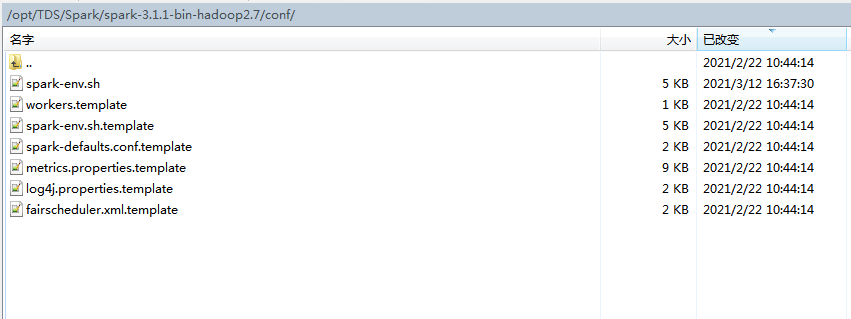 /opt/TDS/Spark/spark-3.1.1-bin-hadoop2.7/conf/
名字 大小 已改变
.. 2021/2/22 10:44:14
spark-env.sh 5 KB 2021/3/12 16:37:30
workers.template 1 KB 2021/2/22 10:44:14
spark-env.sh.template 5 KB 2021/2/22 10:44:14
spark-defaults.conf.template 2 KB 2021/2/22 10:44:14
metrics.properties.template 9 KB 2021/2/22 10:44:14
log4j.properties.template 2 KB 2021/2/22 10:44:14
fairscheduler.xml.template 2 KB 2021/2/22 10:44:14